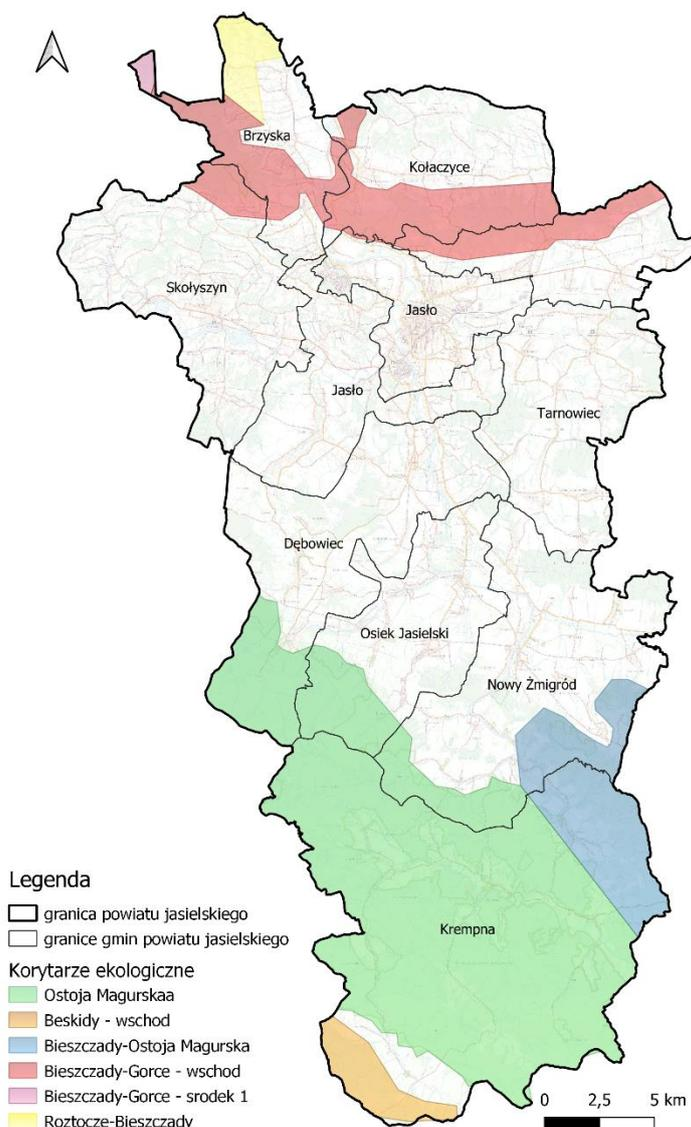 Brzyska
Kołaczyce
Skołyszyn
Jasło
Jasło
Tarnowiec
Dębowiec
Osiek Jasielski
Nowy Żmigród
Krempna
Legenda
granica powiatu jasielskiego
granice gmin powiatu jasielskiego
Korytarze ekologiczne
Ostoja Magurskaa
Beskidy - wschod
Bieszczady-Ostoja Magurska
Bieszczady-Gorce - wschod
Bieszczady-Gorce - srodek 1
Roztocze-Bieszczady
0 2,5 5 km